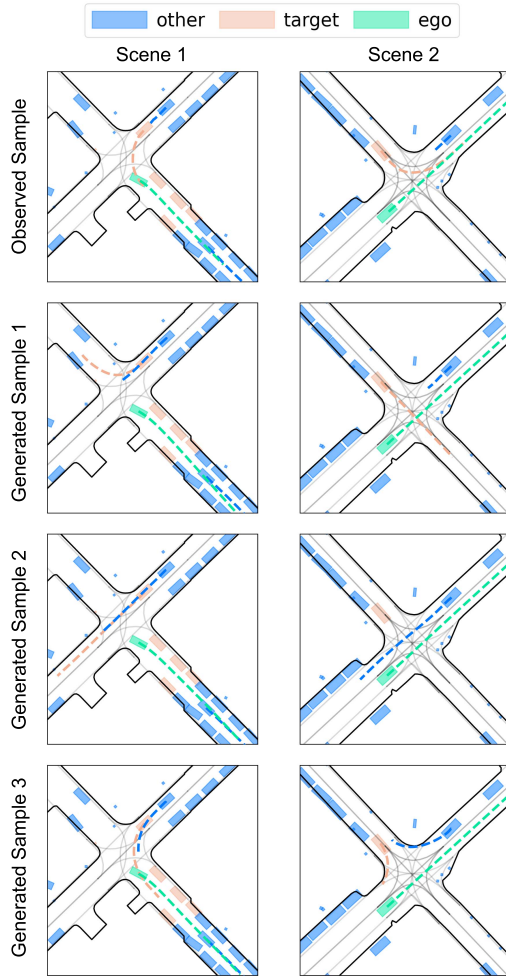 other target ego
Scene 1 Scene 2
Observed Sample
Generated Sample 1
Generated Sample 2
Generated Sample 3